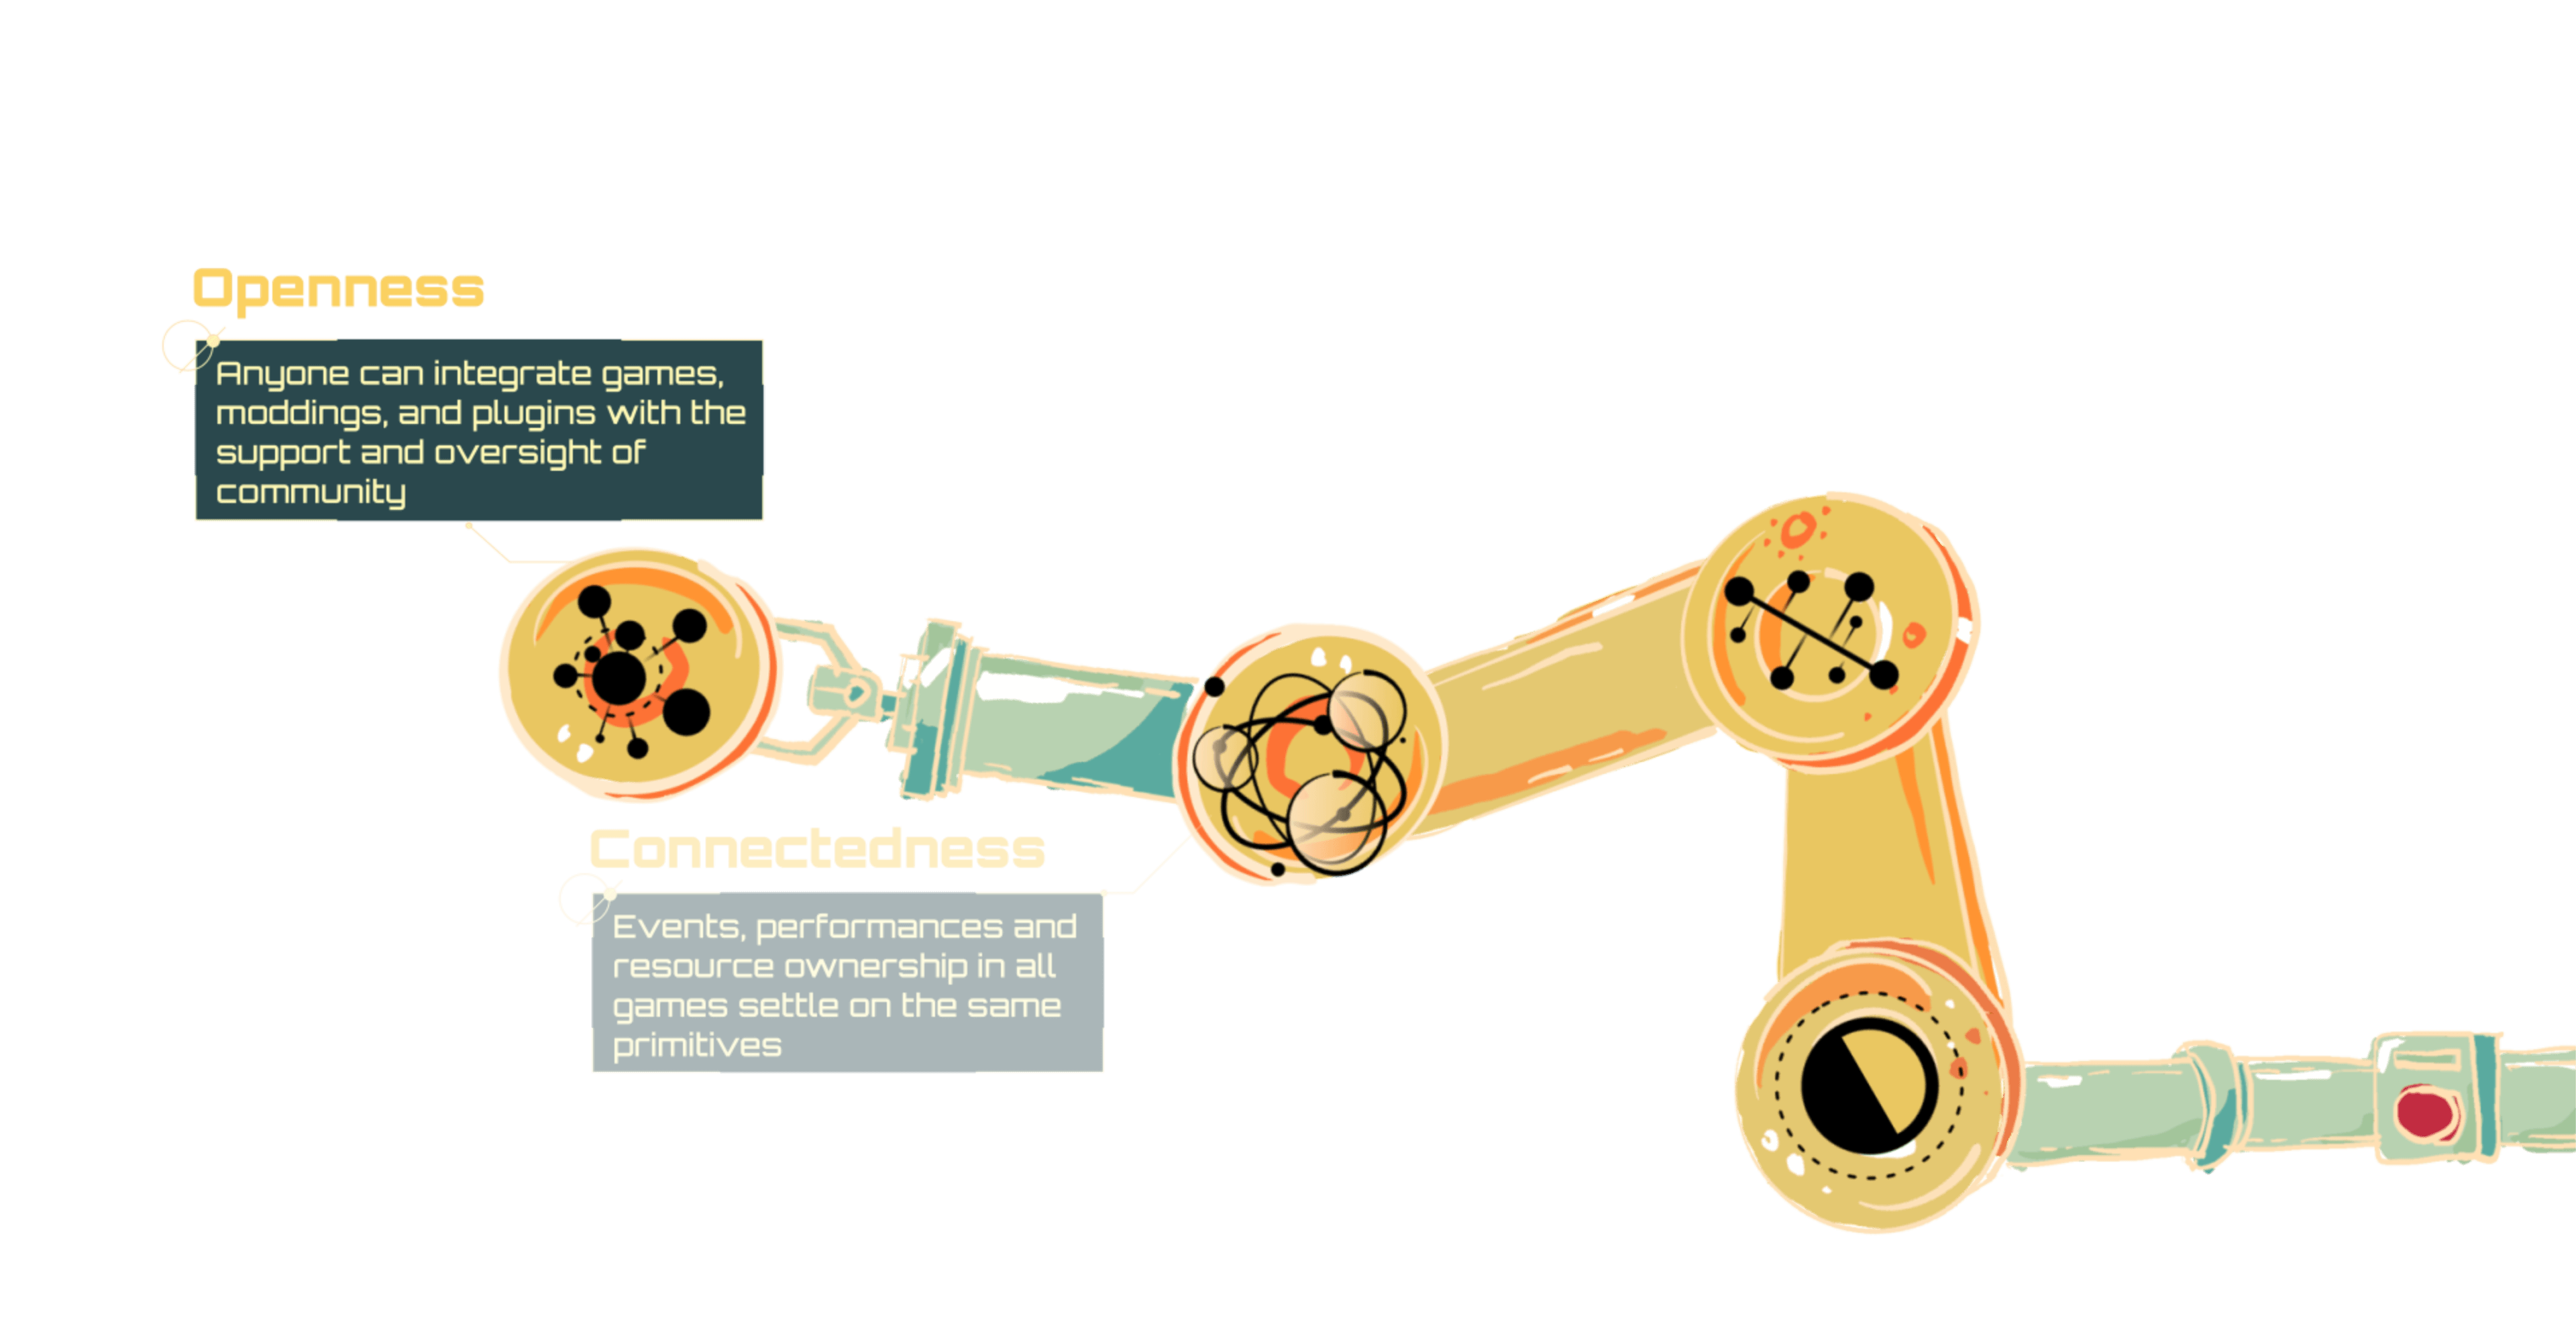 Openness
Anyone can integrate games,
moddings, and plugins with the
support and oversight of
community
Connectedness
Events, performances and
resource ownership in all
games settle on the same
primitives